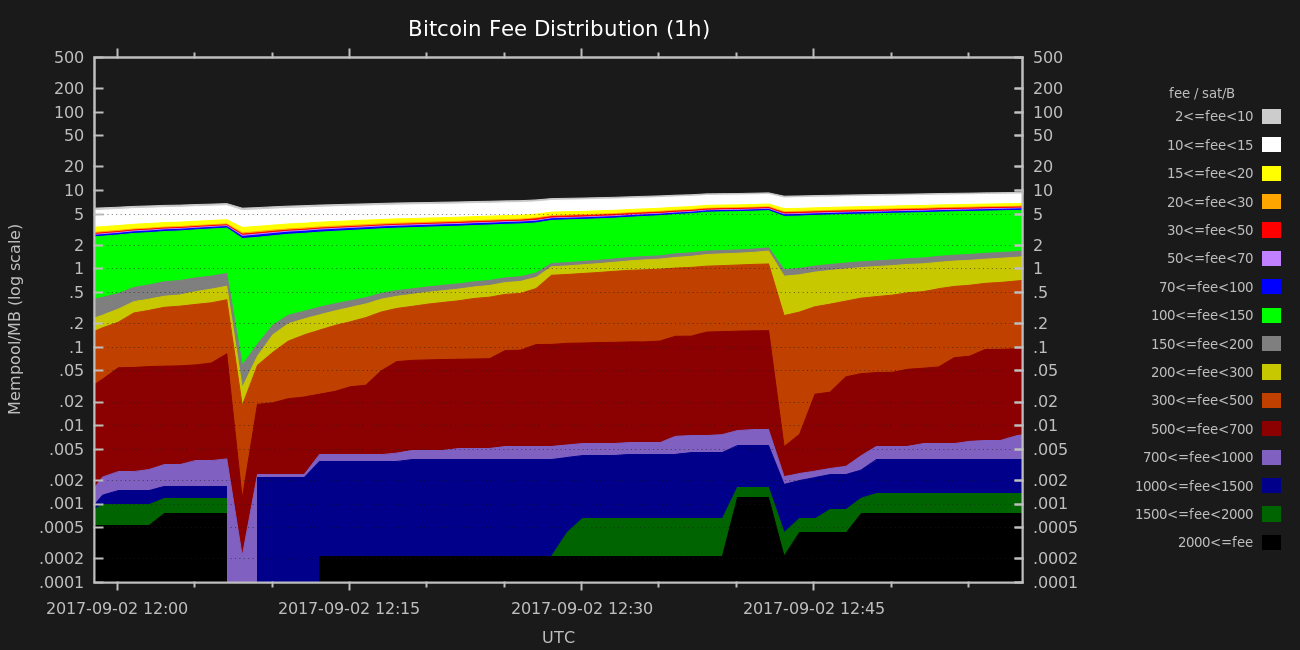 Bitcoin Fee Distribution (1h)
Mempool/MB (log scale)
500
200
100
50
20
10
5
2
1
.5
.2
.1
.05
.02
.01
.005
.002
.001
.0005
.0002
.0001
500
200
100
50
20
10
5
2
1
.5
.2
.1
.05
.02
.01
.005
.002
.001
.0005
.0002
.0001
2017-09-02 12:00
2017-09-02 12:15
2017-09-02 12:30
2017-09-02 12:45
UTC
fee / sat/B
2<=fee<10
10<=fee<15
15<=fee<20
20<=fee<30
30<=fee<50
50<=fee<70
70<=fee<100
100<=fee<150
150<=fee<200
200<=fee<300
300<=fee<500
500<=fee<700
700<=fee<1000
1000<=fee<1500
1500<=fee<2000
2000<=fee